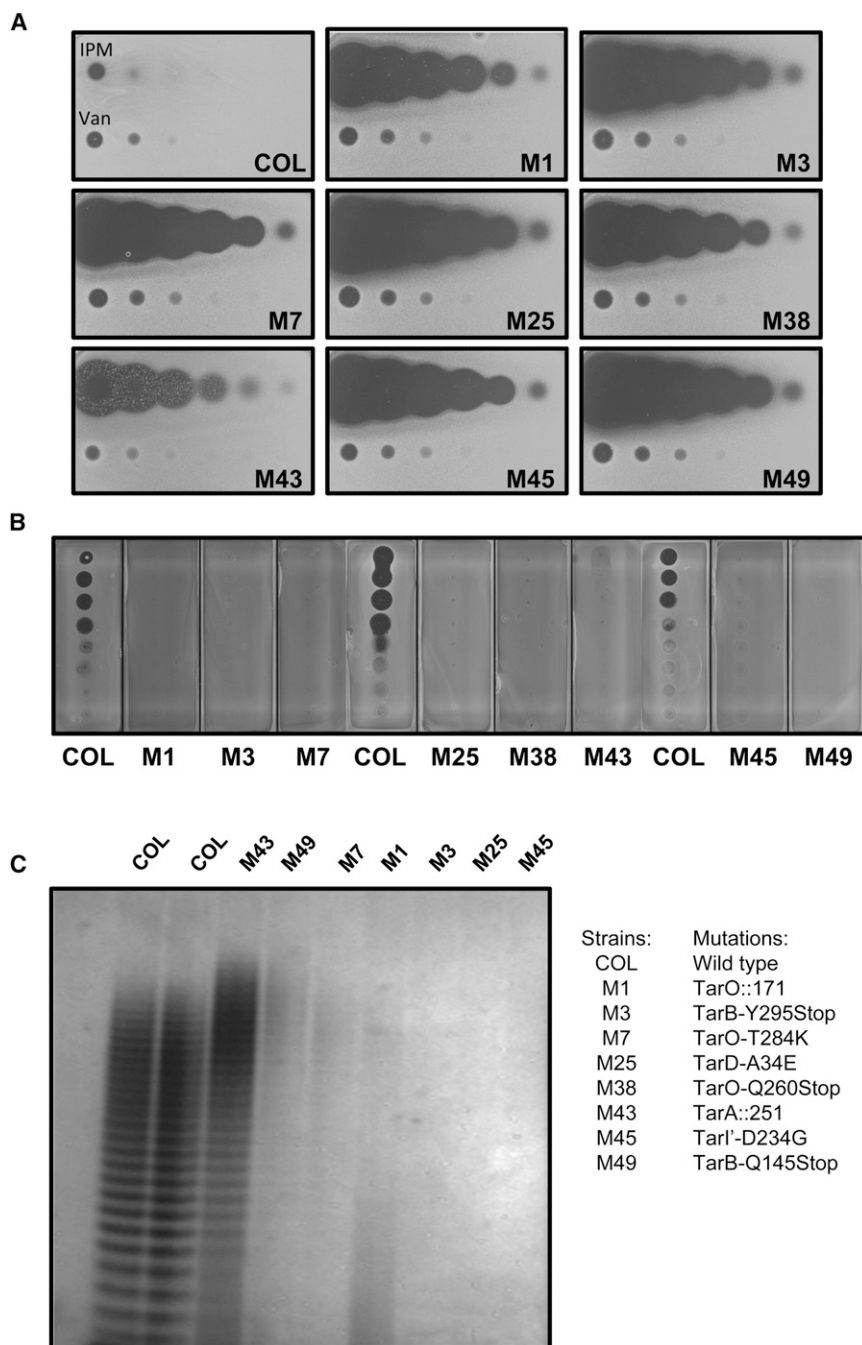 A
IPM
Van
COL
M1
M3
M7
M25
M38
M43
M45
M49
B
COL M1 M3 M7 COL M25 M38 M43 COL M45 M49
C
COL COL M43 M49 M7 M1 M3 M25 M45
Strains: Mutations:
COL Wild type
M1 TarO::171
M3 TarB-Y295Stop
M7 TarO-T284K
M25 TarD-A34E
M38 TarO-Q260Stop
M43 TarA::251
M45 TarI'-D234G
M49 TarB-Q145Stop